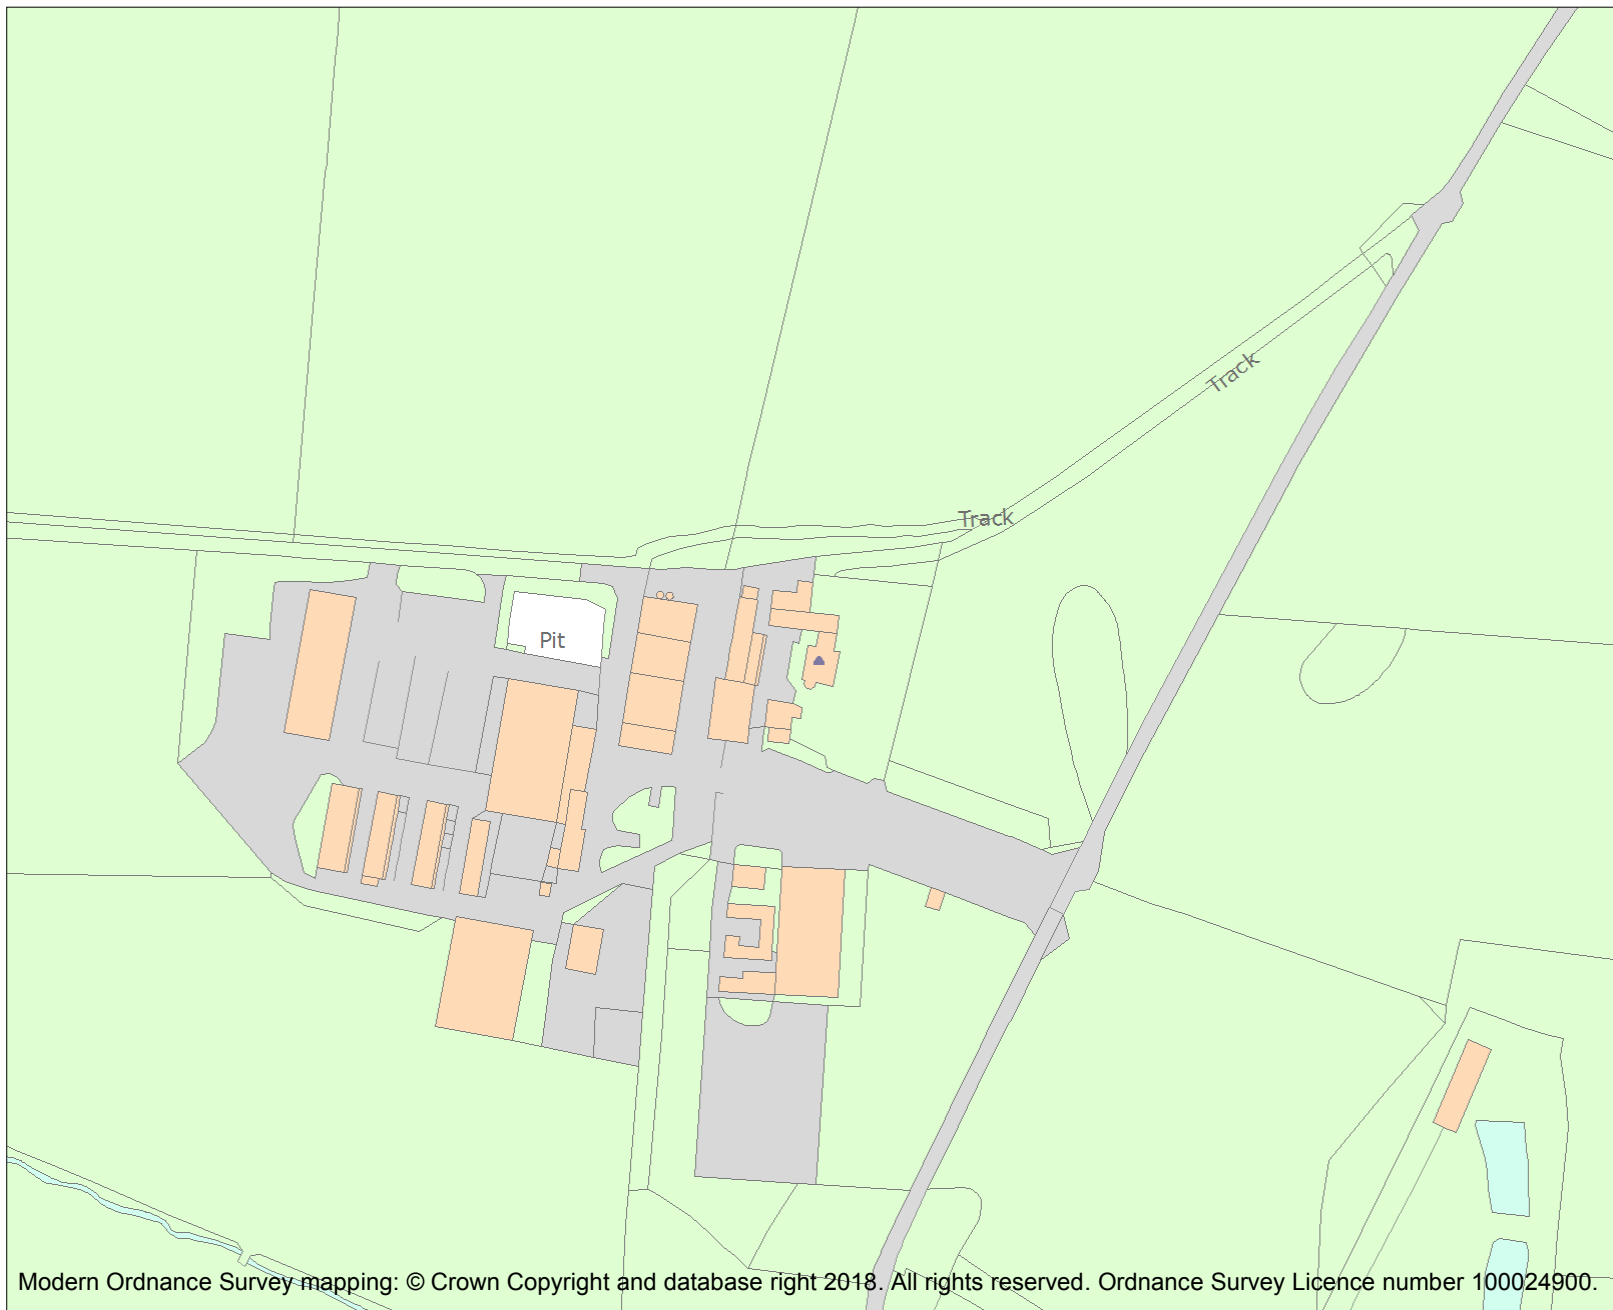 Track
Track
Pit
Modern Ordnance Survey mapping: © Crown Copyright and database right 2018. All rights reserved. Ordnance Survey Licence number 100024900.